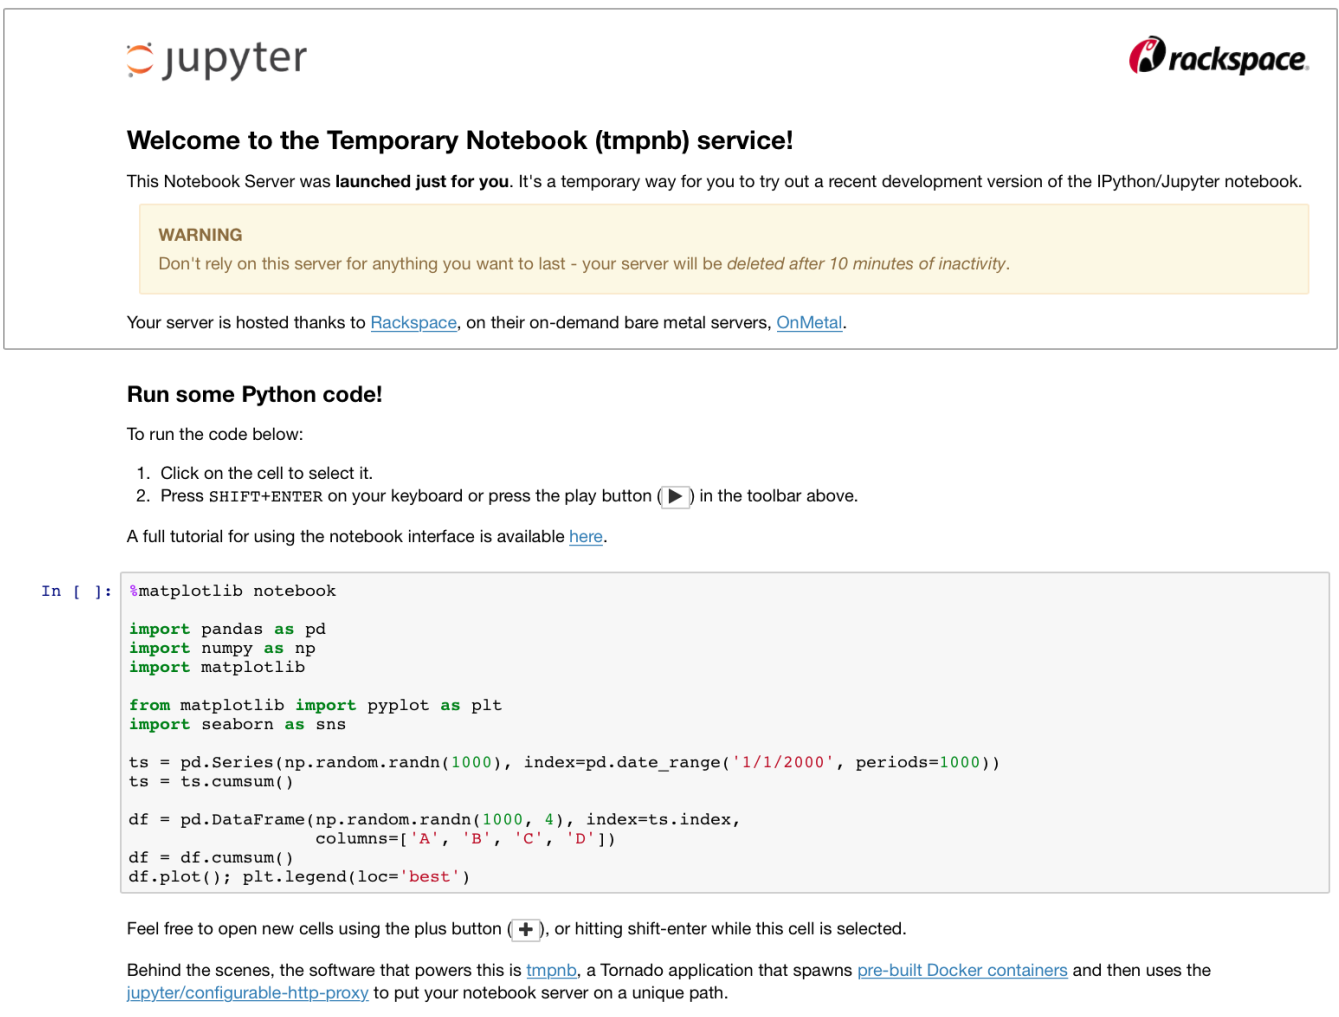 jupyter
rackspace.
Welcome to the Temporary Notebook (tmpnb) service!
This Notebook Server was launched just for you. It's a temporary way for you to try out a recent development version of the IPython/Jupyter notebook.
WARNING
Don't rely on this server for anything you want to last - your server will be deleted after 10 minutes of inactivity.
Your server is hosted thanks to Rackspace, on their on-demand bare metal servers, OnMetal.
Run some Python code!
To run the code below:
1. Click on the cell to select it.
2. Press SHIFT+ENTER on your keyboard or press the play button (▶) in the toolbar above.
A full tutorial for using the notebook interface is available here.
In [ ]: %matplotlib notebook
import pandas as pd
import numpy as np
import matplotlib
from matplotlib import pyplot as plt
import seaborn as sns
ts = pd.Series(np.random.randn(1000), index=pd.date_range('1/1/2000', periods=1000))
ts = ts.cumsum()
df = pd.DataFrame(np.random.randn(1000, 4), index=ts.index,
columns=['A', 'B', 'C', 'D'])
df = df.cumsum()
df.plot(); plt.legend(loc='best')
Feel free to open new cells using the plus button (✚), or hitting shift-enter while this cell is selected.
Behind the scenes, the software that powers this is tmpnb, a Tornado application that spawns pre-built Docker containers and then uses the
jupyter/configurable-http-proxy to put your notebook server on a unique path.